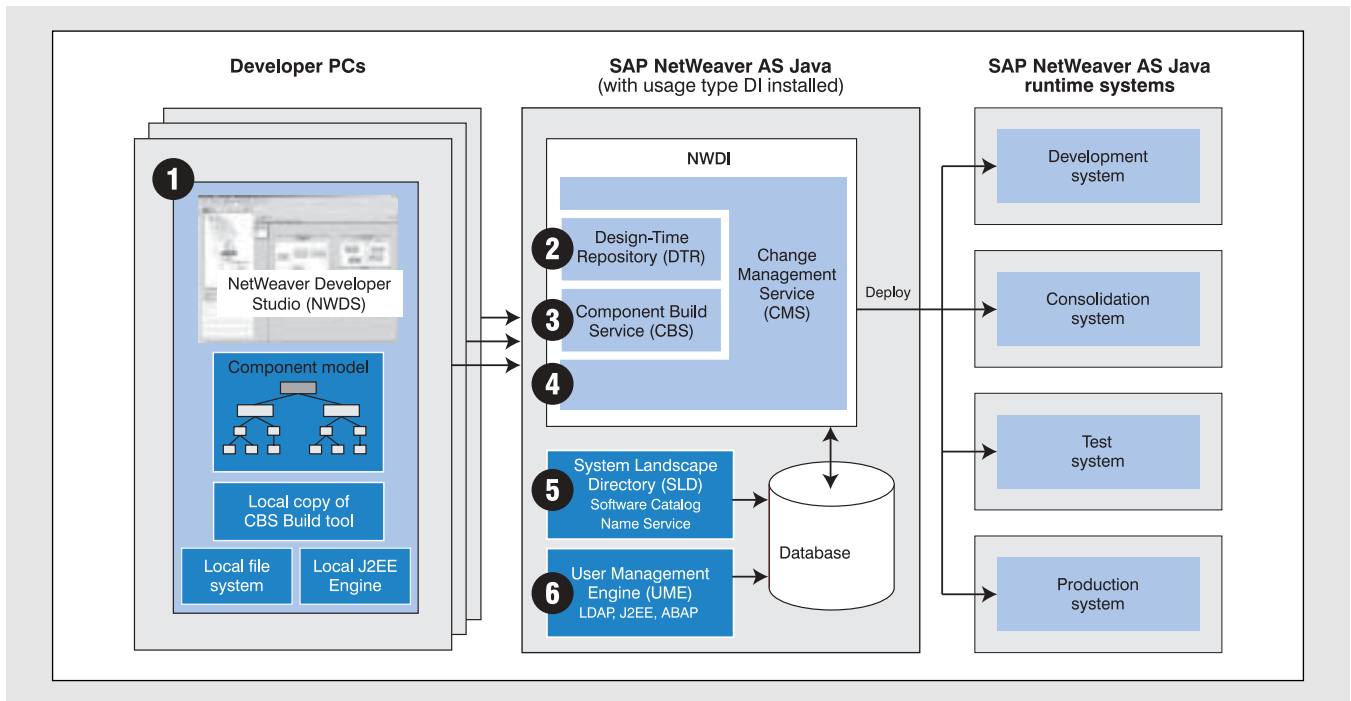 Developer PCs
1
NetWeaver Developer
Studio (NWDS)
Component model
Local copy of
CBS Build tool
Local file
system
Local J2EE
Engine
SAP NetWeaver AS Java
(with usage type DI installed)
NWDI
2
Design-Time
Repository (DTR)
3
Component Build
Service (CBS)
4
Change
Management
Service
(CMS)
5
System Landscape
Directory (SLD)
Software Catalog
Name Service
6
User Management
Engine (UME)
LDAP, J2EE, ABAP
Database
Deploy
SAP NetWeaver AS Java
runtime systems
Development
system
Consolidation
system
Test
system
Production
system